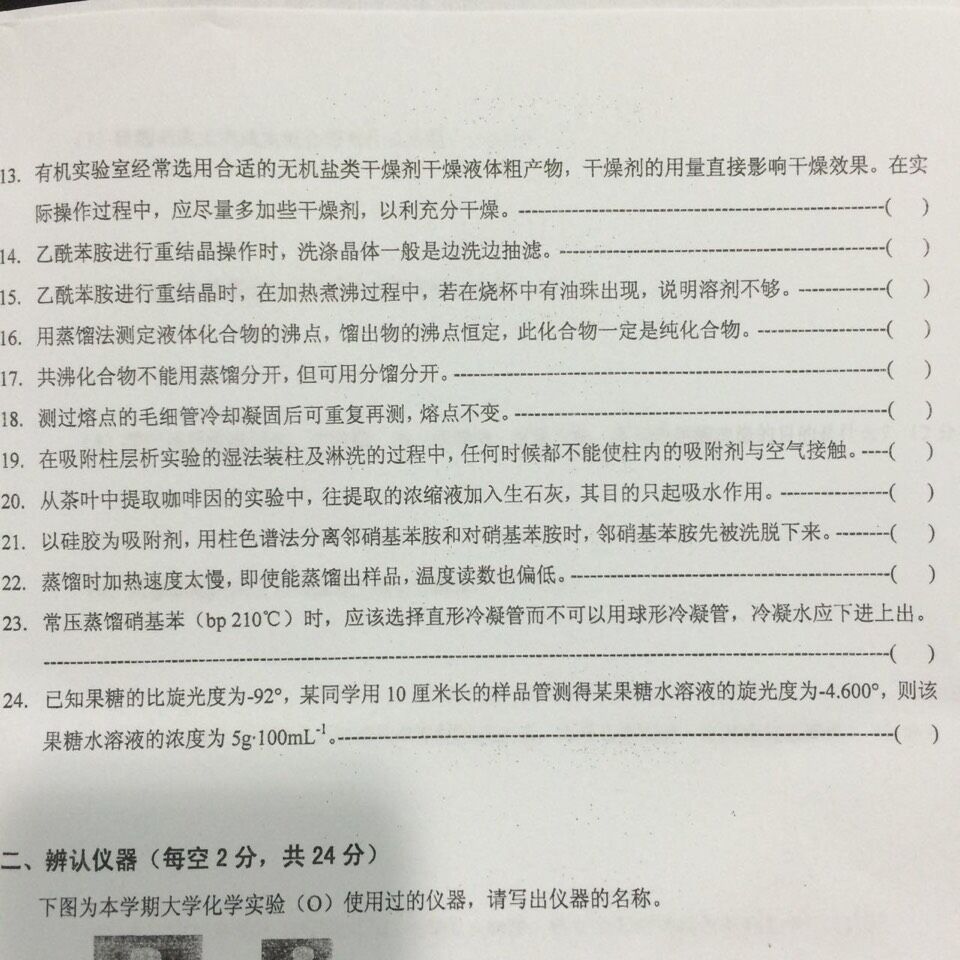 13. 有机实验室经常选用合适的无机盐类干燥剂干燥液体粗产物，干燥剂的用量直接影响干燥效果。在实
际操作过程中，应尽量多加些干燥剂，以利充分干燥。---( )
14. 乙酰苯胺进行重结晶操作时，洗涤晶体一般是边洗边抽滤。---( )
15. 乙酰苯胺进行重结晶时，在加热煮沸过程中，若在烧杯中有油珠出现，说明溶剂不够。---( )
16. 用蒸馏法测定液体化合物的沸点，馏出物的沸点恒定，此化合物一定是纯化合物。---( )
17. 共沸化合物不能用蒸馏分开，但可用分馏分开。---( )
18. 测过熔点的毛细管冷却凝固后可重复再测，熔点不变。---( )
19. 在吸附柱层析实验的湿法装柱及淋洗的过程中，任何时候都不能使柱内的吸附剂与空气接触。----( )
20. 从茶叶中提取咖啡因的实验中，往提取的浓缩液加入生石灰，其目的只起吸水作用。---( )
21. 以硅胶为吸附剂，用柱色谱法分离邻硝基苯胺和对硝基苯胺时，邻硝基苯胺先被洗脱下来。---( )
22. 蒸馏时加热速度太慢，即使能蒸馏出样品，温度读数也偏低。---( )
23. 常压蒸馏硝基苯（bp 210℃）时，应该选择直形冷凝管而不可以用球形冷凝管，冷凝水应下进上出。
---( )
24. 已知果糖的比旋光度为-92°，某同学用 10 厘米长的样品管测得某果糖水溶液的旋光度为-4.600°，则该
果糖水溶液的浓度为 5g·100mL⁻¹。---( )
二、辨认仪器（每空 2 分，共 24 分）
下图为本学期大学化学实验（O）使用过的仪器，请写出仪器的名称。